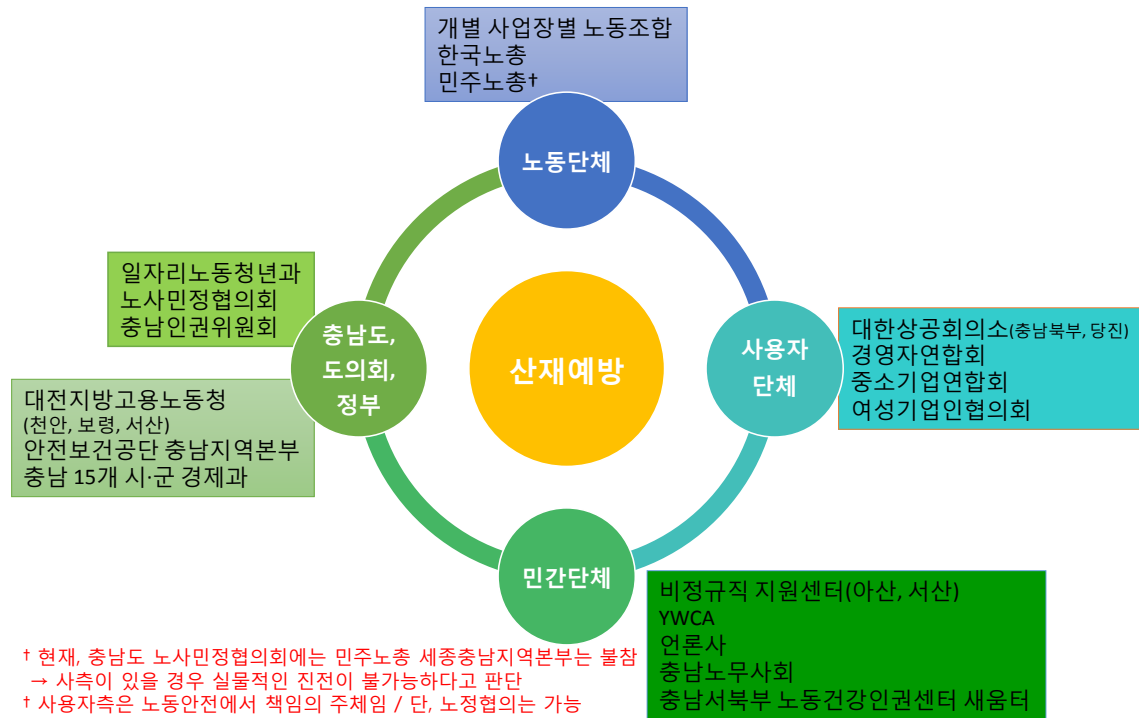 개별 사업장별 노동조합
한국노총
민주노총†
노동단체
일자리노동청년과
노사민정협의회
충남인권위원회
충남도,
도의회,
정부
대전지방고용노동청
(천안, 보령, 서산)
안전보건공단 충남지역본부
충남 15개 시·군 경제과
산재예방
사용자
단체
대한상공회의소(충남북부, 당진)
경영자연합회
중소기업연합회
여성기업인협의회
민간단체
비정규직 지원센터(아산, 서산)
YWCA
언론사
충남노무사회
충남서북부 노동건강인권센터 새움터
† 현재, 충남도 노사민정협의회에는 민주노총 세종충남지역본부는 불참
→ 사측이 있을 경우 실물적인 진전이 불가능하다고 판단
† 사용자측은 노동안전에서 책임의 주체임 / 단, 노정협의는 가능